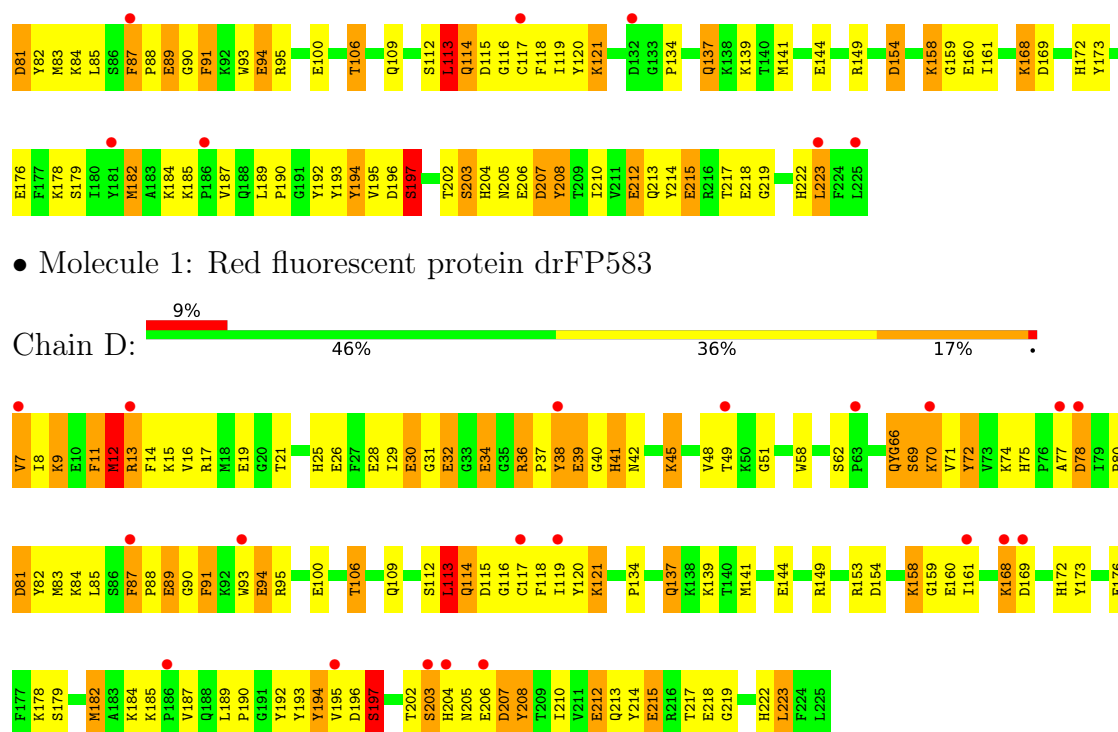 D81 Y82 M83 K84 L85 S86 F87 P88 E89 G90 F91 K92 W93 E94 R95 E100 T106 Q109 S112 L113 Q114 D115 G116 C117 F118 I119 Y120 K121 D132 G133 P134 Q137 K138 K139 T140 M141 E144 R149 D154 K158 G159 E160 I161 K168 D169 H172 Y173
E176 F177 K178 S179 I180 Y181 M182 A183 K184 K185 P186 V187 Q188 L189 P190 G191 Y192 Y193 Y194 V195 D196 S197 T202 S203 H204 N205 E206 D207 Y208 T209 I210 V211 E212 Q213 Y214 E215 R216 T217 E218 G219 H222 L223 F224 L225
• Molecule 1: Red fluorescent protein drFP583
9%
Chain D:
46% 36% 17% •
V7 I8 K9 E10 F11 M12 R13 F14 K15 V16 R17 M18 E19 G20 T21 H25 E26 F27 E28 I29 E30 G31 E32 G33 E34 G35 R36 P37 Y38 E39 G40 H41 N42 K45 V48 T49 K50 G51 W58 S62 P63 QYG66 S69 K70 V71 Y72 V73 K74 H75 P76 A77 D78 I79
D81 Y82 M83 K84 L85 S86 F87 P88 E89 G90 F91 K92 W93 E94 R95 E100 T106 Q109 S112 L113 Q114 D115 G116 C117 F118 I119 Y120 K121 P134 Q137 K138 K139 T140 M141 E144 R149 R153 D154 K158 G159 E160 I161 K168 D169 H172 Y173
F177 K178 S179 M182 A183 K184 K185 P186 V187 Q188 L189 P190 G191 Y192 Y193 Y194 V195 D196 S197 T202 S203 H204 N205 E206 D207 Y208 T209 I210 V211 E212 Q213 Y214 E215 R216 T217 E218 G219 H222 L223 F224 L225